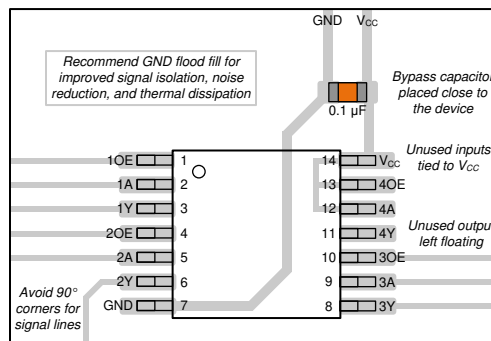 GND VCC
Recommend GND flood fill for
improved signal isolation, noise
reduction, and thermal dissipation
Bypass capacitor
placed close to
the device
0.1 µF
Unused inputs
tied to VCC
Unused output
left floating
1OE 1
1A 2
1Y 3
2OE 4
2A 5
2Y 6
GND 7
14 VCC
13 4OE
12 4A
11 4Y
10 3OE
9 3A
8 3Y
Avoid 90°
corners for
signal lines